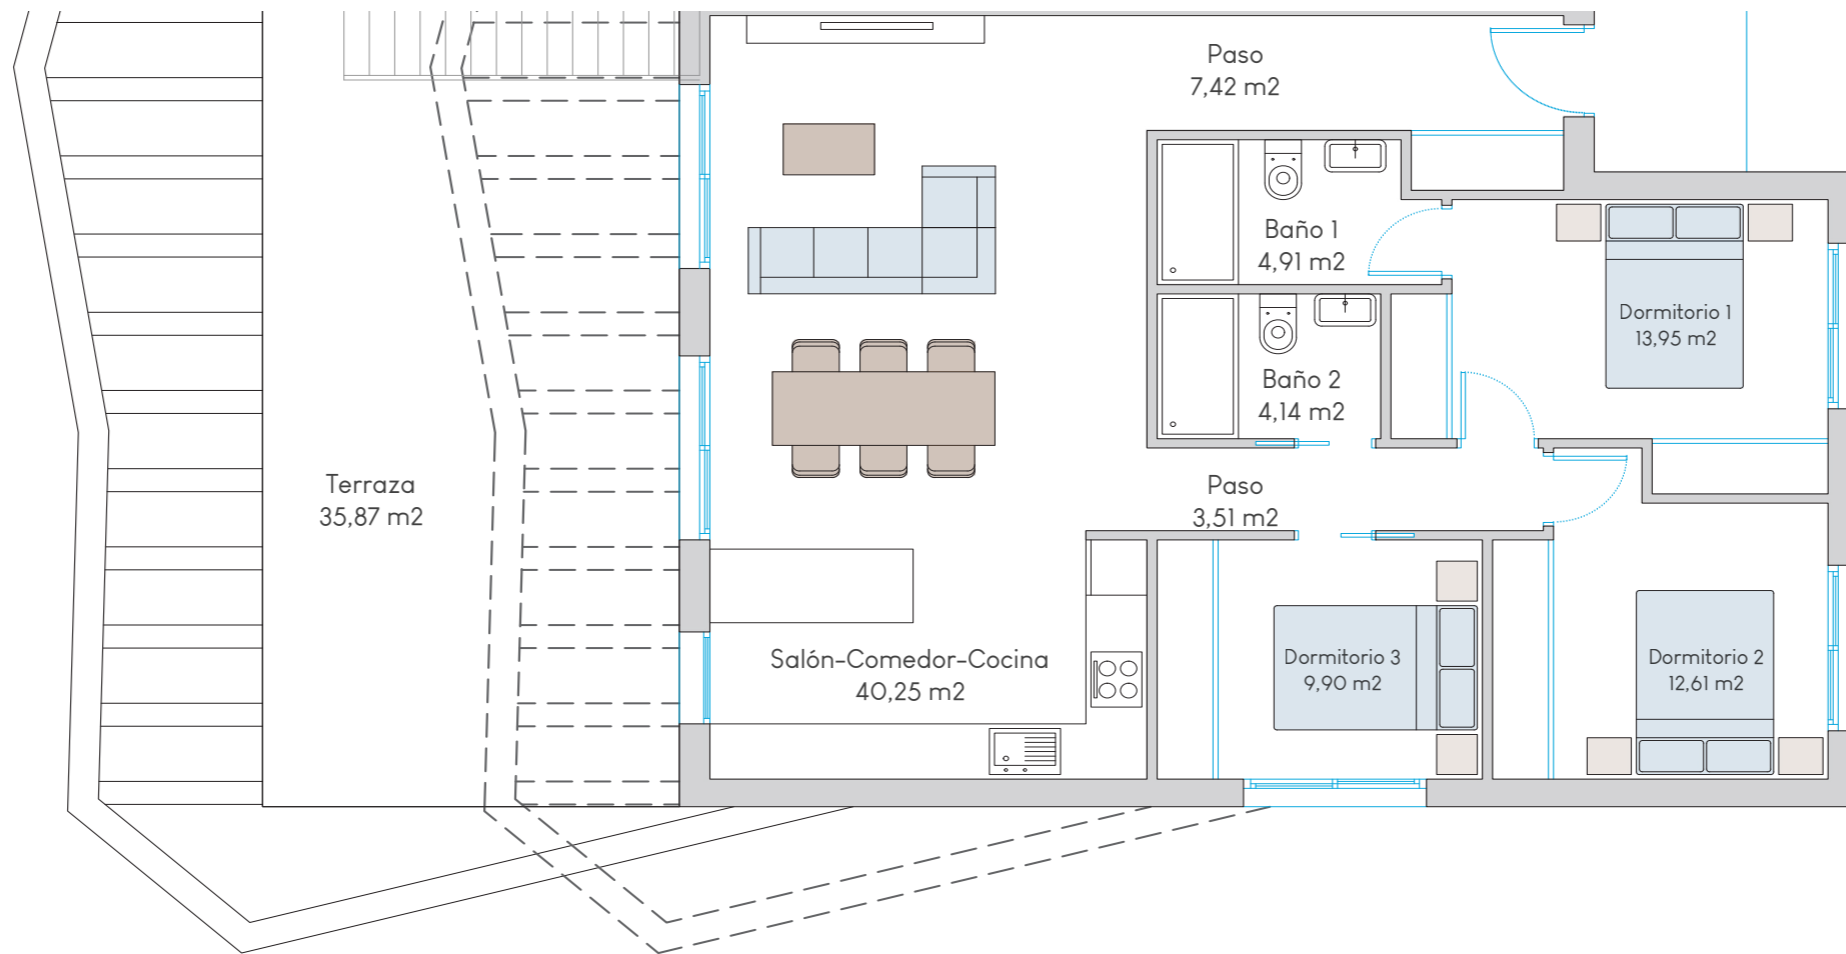 Paso
7,42 m2
Baño 1
4,91 m2
Dormitorio 1
13,95 m2
Baño 2
4,14 m2
Terraza
35,87 m2
Paso
3,51 m2
Salón-Comedor-Cocina
40,25 m2
Dormitorio 3
9,90 m2
Dormitorio 2
12,61 m2